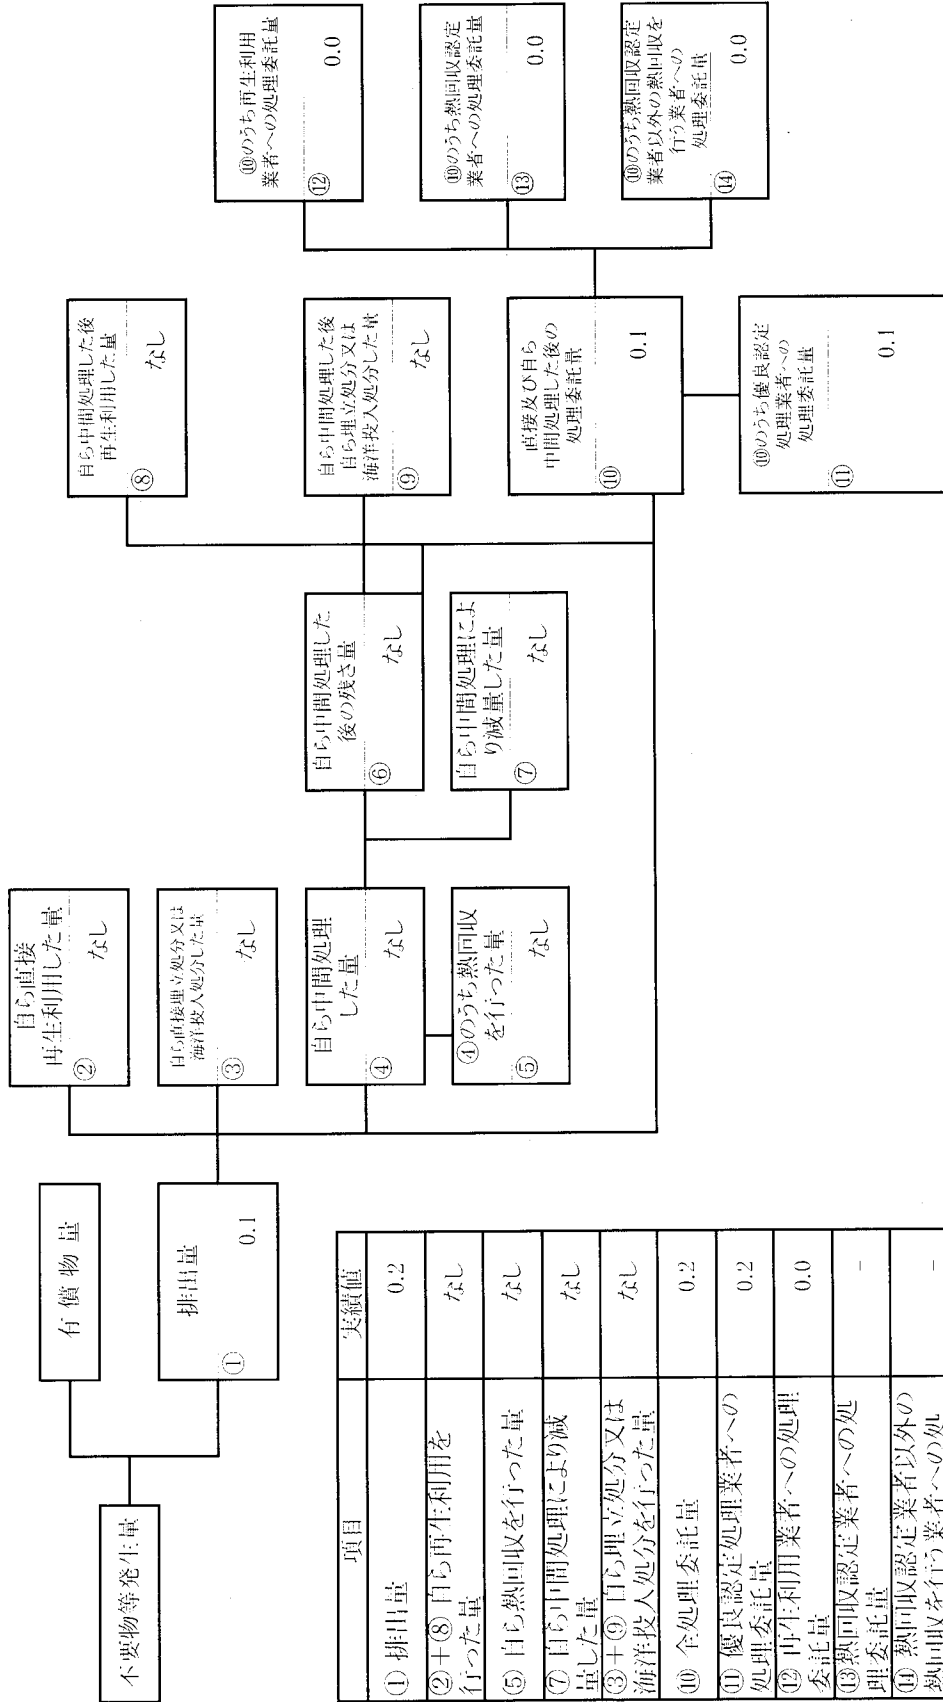 不要物等発生量
有償物量
排出量
① 0.1
自ら直接
再生利用した量
② なし
自ら直接埋立処分又は
海洋投入処分した量
③ なし
自ら中間処理
した量
④ なし
④のうち熱回収
を行った量
⑤ なし
自ら中間処理した
後の残さ量
⑥ なし
自ら中間処理によ
り減量した量
⑦ なし
自ら中間処理した後
再生利用した量
⑧ なし
自ら中間処理した後
自ら埋立処分又は
海洋投入処分した量
⑨ なし
直接及び自ら
中間処理した後の
処理委託量
⑩ 0.1
⑩のうち優良認定
処理業者への
処理委託量
⑪ 0.1
⑩のうち再生利用
業者への処理委託量
⑫ 0.0
⑩のうち熱回収認定
業者への処理委託量
⑬ 0.0
⑩のうち熱回収認定
業者以外の熱回収を
行う業者への
処理委託量
⑭ 0.0
項目 実績値
① 排出量 0.2
②+⑧ 自ら再生利用を
行った量 なし
⑤ 自ら熱回収を行った量 なし
⑦ 自ら中間処理により減
量した量 なし
③+⑨ 自ら埋立処分又は
海洋投入処分を行った量 なし
⑩ 全処理委託量 0.2
⑪ 優良認定処理業者への
処理委託量 0.2
⑫ 再生利用業者への処理
委託量 0.0
⑬ 熱回収認定業者への処
理委託量 −
⑭ 熱回収認定業者以外の
熱回収を行う業者への処 −